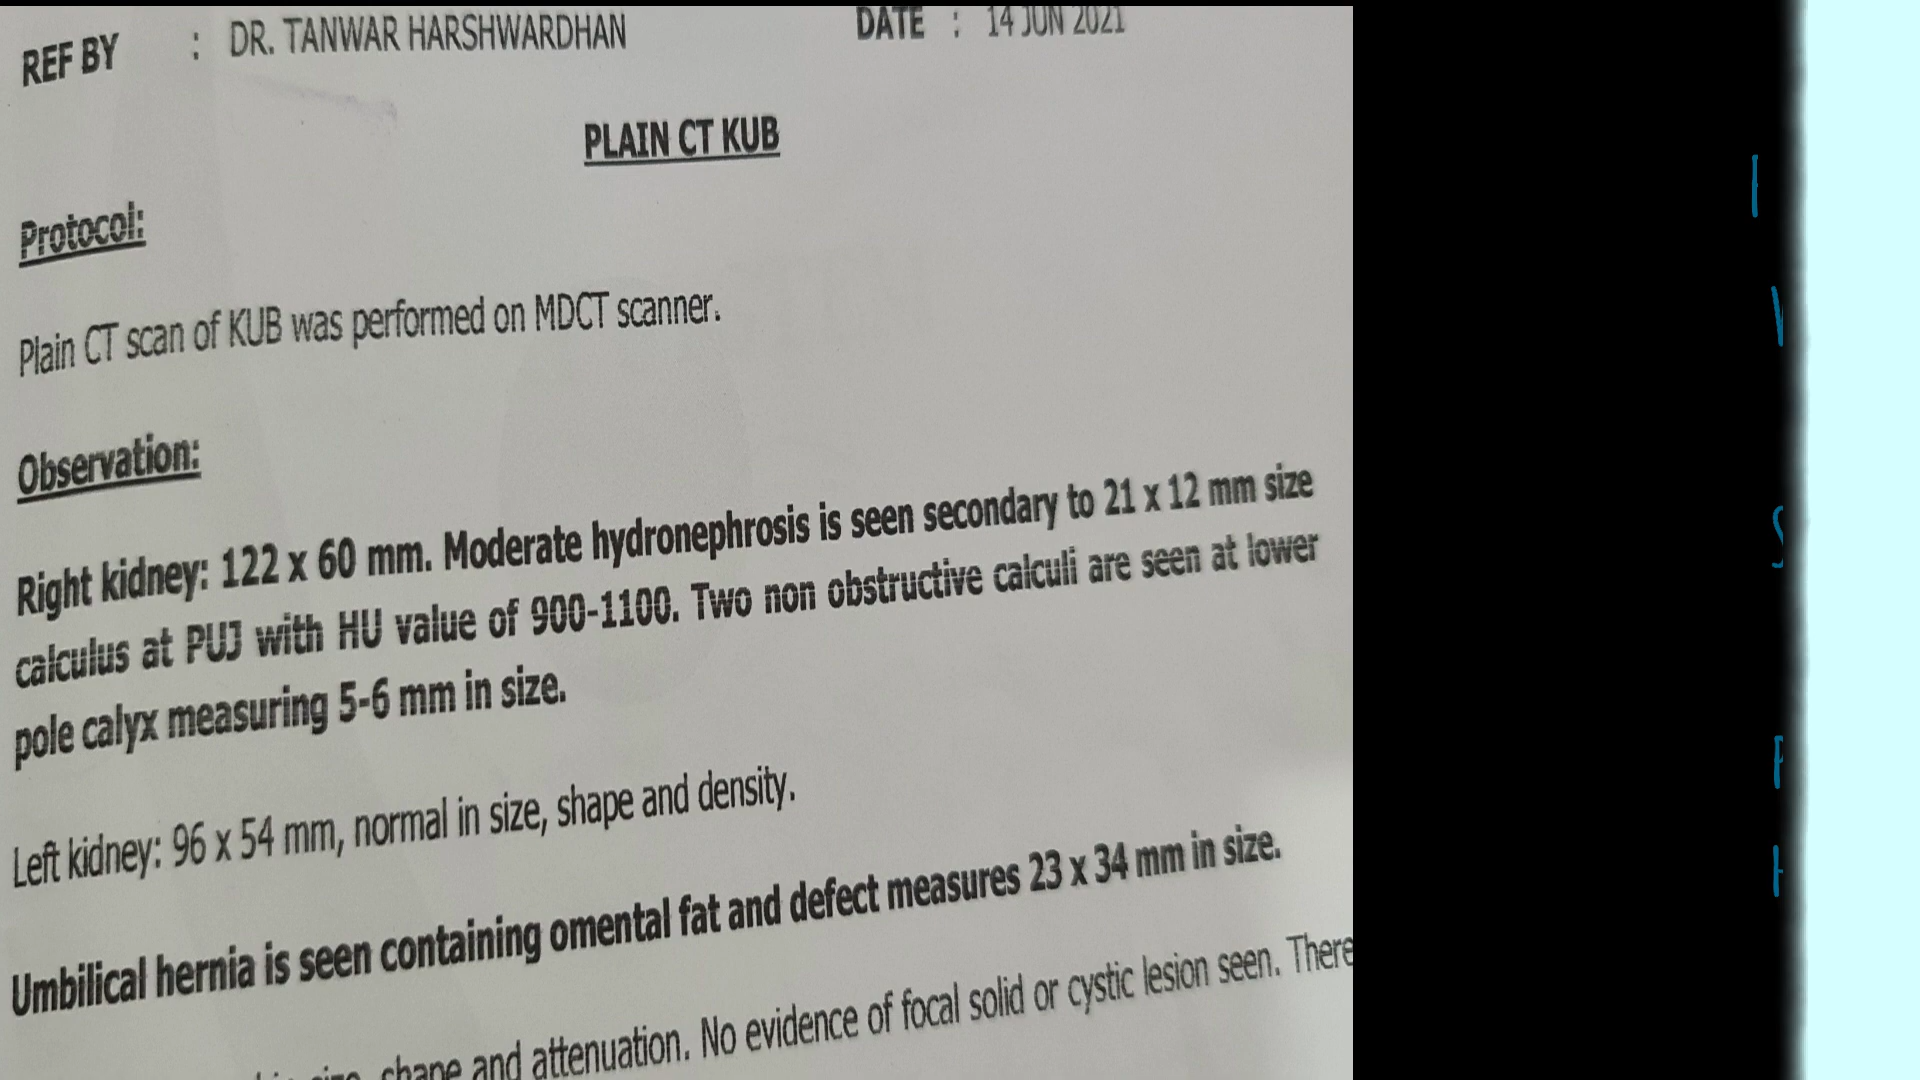 REF BY : DR. TANWAR HARSHWARDHAN DATE : 14 JUN 2021
PLAIN CT KUB
Protocol:
Plain CT scan of KUB was performed on MDCT scanner.
Observation:
Right kidney: 122 x 60 mm. Moderate hydronephrosis is seen secondary to 21 x 12 mm size
calculus at PUJ with HU value of 900-1100. Two non obstructive calculi are seen at lower
pole calyx measuring 5-6 mm in size.
Left kidney: 96 x 54 mm, normal in size, shape and density.
Umbilical hernia is seen containing omental fat and defect measures 23 x 34 mm in size.
size, shape and attenuation. No evidence of focal solid or cystic lesion seen. There